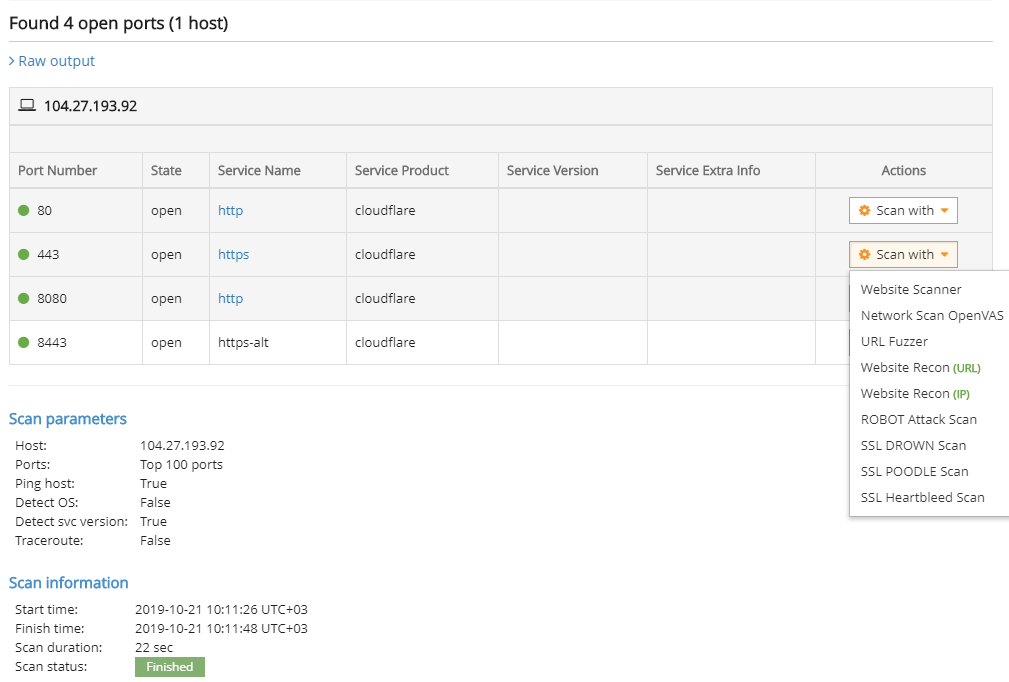 Found 4 open ports (1 host)
> Raw output
104.27.193.92
Port Number State Service Name Service Product Service Version Service Extra Info Actions
80 open http cloudflare Scan with
443 open https cloudflare Scan with
8080 open http cloudflare
8443 open https-alt cloudflare
Website Scanner
Network Scan OpenVAS
URL Fuzzer
Website Recon (URL)
Website Recon (IP)
ROBOT Attack Scan
SSL DROWN Scan
SSL POODLE Scan
SSL Heartbleed Scan
Scan parameters
Host: 104.27.193.92
Ports: Top 100 ports
Ping host: True
Detect OS: False
Detect svc version: True
Traceroute: False
Scan information
Start time: 2019-10-21 10:11:26 UTC+03
Finish time: 2019-10-21 10:11:48 UTC+03
Scan duration: 22 sec
Scan status: Finished